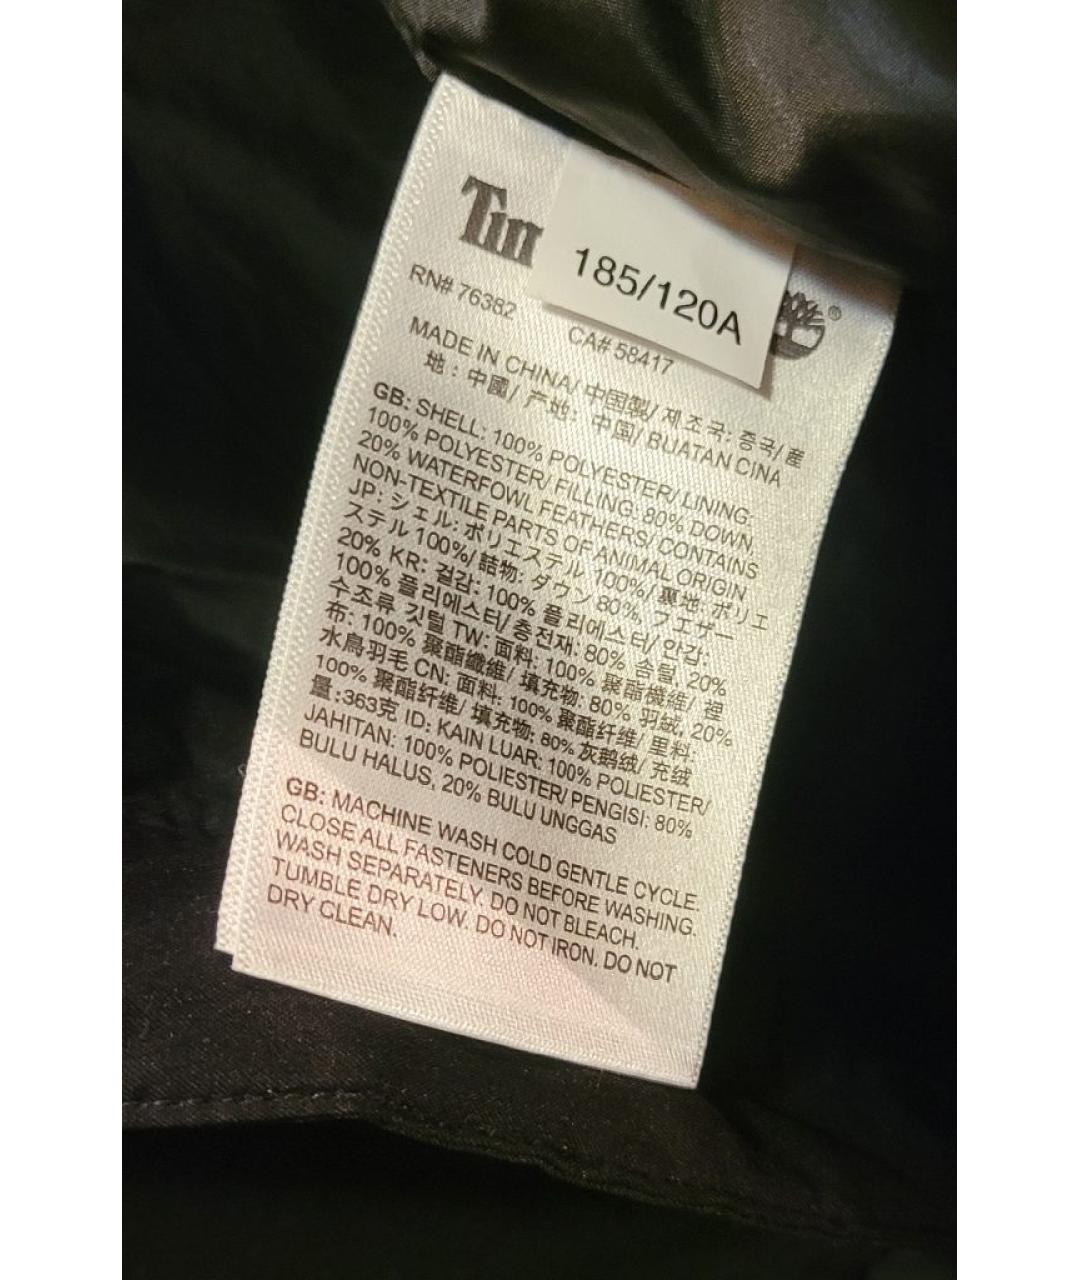 Tim
185/120A
®
RN# 76382
CA# 58417
MADE IN CHINA/ 中国製/ 제조국: 중국/ 産
地: 中國/ 产地: 中国/ BUATAN CINA
GB: SHELL: 100% POLYESTER/ LINING:
100% POLYESTER/ FILLING: 80% DOWN,
20% WATERFOWL FEATHERS/ CONTAINS
NON-TEXTILE PARTS OF ANIMAL ORIGIN
JP: シェル: ポリエステル 100%/ 裏地: ポリエ
ステル 100%/ 詰物: ダウン 80%, フエザー
20% KR: 겉감: 100% 폴리에스터/ 안감:
100% 폴리에스터/ 충전재: 80% 솜털, 20%
수조류 깃털 TW: 面料: 100% 聚酯纖維/ 裡
布: 100% 聚酯纖維/ 填充物: 80% 羽絨, 20%
水鳥羽毛 CN: 面料: 100% 聚酯纤维/ 里料:
100% 聚酯纤维/ 填充物: 80% 灰鹅绒/ 充绒
量:363克 ID: KAIN LUAR: 100% POLIESTER/
JAHITAN: 100% POLIESTER/ PENGISI: 80%
BULU HALUS, 20% BULU UNGGAS
GB: MACHINE WASH COLD GENTLE CYCLE.
CLOSE ALL FASTENERS BEFORE WASHING.
WASH SEPARATELY. DO NOT BLEACH.
TUMBLE DRY LOW. DO NOT IRON. DO NOT
DRY CLEAN.